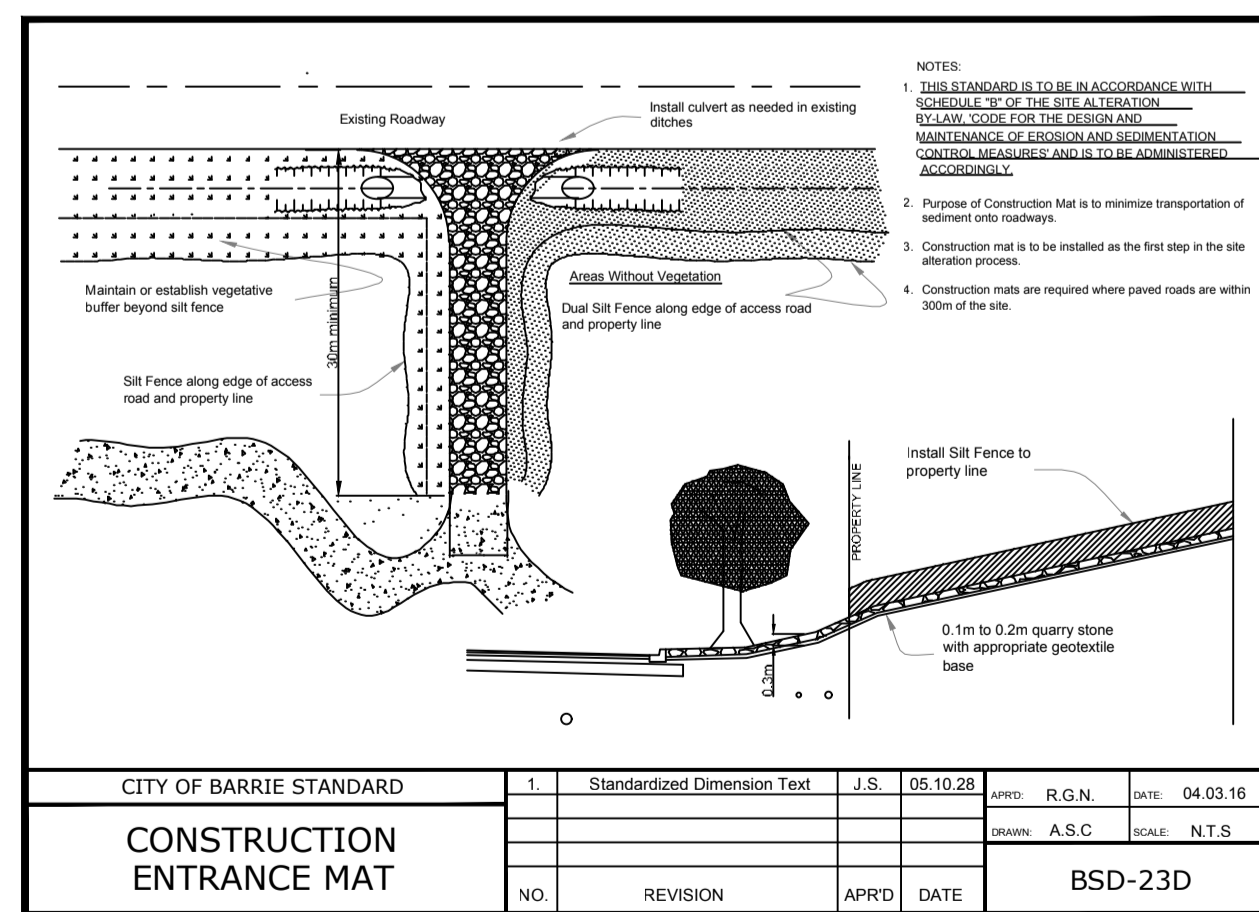 NOTES:
1. THIS STANDARD IS TO BE IN ACCORDANCE WITH
SCHEDULE "B" OF THE SITE ALTERATION
BY-LAW, 'CODE FOR THE DESIGN AND
MAINTENANCE OF EROSION AND SEDIMENTATION
CONTROL MEASURES' AND IS TO BE ADMINISTERED
ACCORDINGLY.
2. Purpose of Construction Mat is to minimize transportation of
sediment onto roadways.
3. Construction mat is to be installed as the first step in the site
alteration process.
4. Construction mats are required where paved roads are within
300m of the site.
Existing Roadway
Install culvert as needed in existing
ditches
Maintain or establish vegetative
buffer beyond silt fence
30m minimum
Areas Without Vegetation
Dual Silt Fence along edge of access road
and property line
Silt Fence along edge of access
road and property line
PROPERTY LINE
Install Silt Fence to
property line
0.1m to 0.2m quarry stone
with appropriate geotextile
base
0.3m
CITY OF BARRIE STANDARD
CONSTRUCTION
ENTRANCE MAT
1. Standardized Dimension Text J.S. 05.10.28
NO. REVISION APR'D DATE
APR'D: R.G.N. DATE: 04.03.16
DRAWN: A.S.C SCALE: N.T.S
BSD-23D